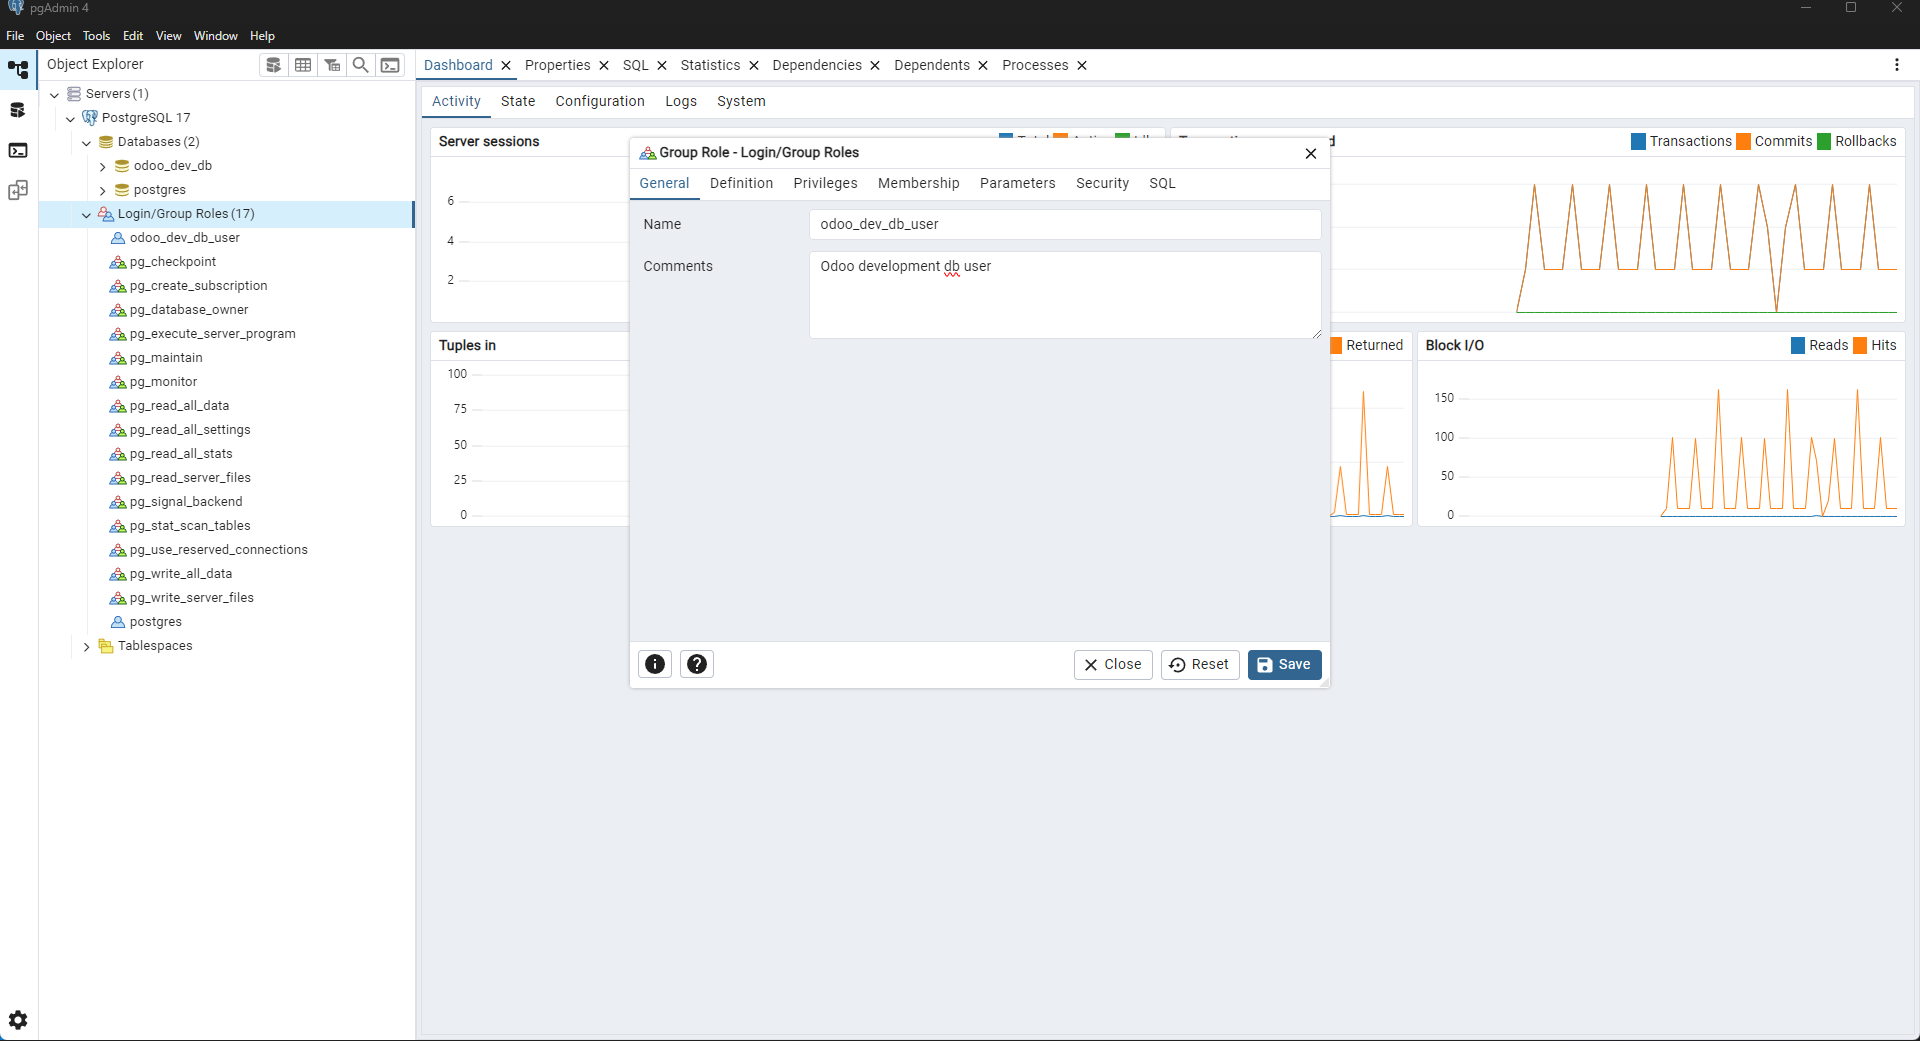 pgAdmin 4
File Object Tools Edit View Window Help
Object Explorer
Dashboard Properties SQL Statistics Dependencies Dependents Processes
Servers (1)
PostgreSQL 17
Databases (2)
odoo_dev_db
postgres
Login/Group Roles (17)
odoo_dev_db_user
pg_checkpoint
pg_create_subscription
pg_database_owner
pg_execute_server_program
pg_maintain
pg_monitor
pg_read_all_data
pg_read_all_settings
pg_read_all_stats
pg_read_server_files
pg_signal_backend
pg_stat_scan_tables
pg_use_reserved_connections
pg_write_all_data
pg_write_server_files
postgres
Tablespaces
Activity State Configuration Logs System
Server sessions
6
4
2
Transactions Commits Rollbacks
Tuples in
100
75
50
25
0
Returned
Block I/O
Reads Hits
150
100
50
0
Group Role - Login/Group Roles
General Definition Privileges Membership Parameters Security SQL
Name
odoo_dev_db_user
Comments
Odoo development db user
Close Reset Save